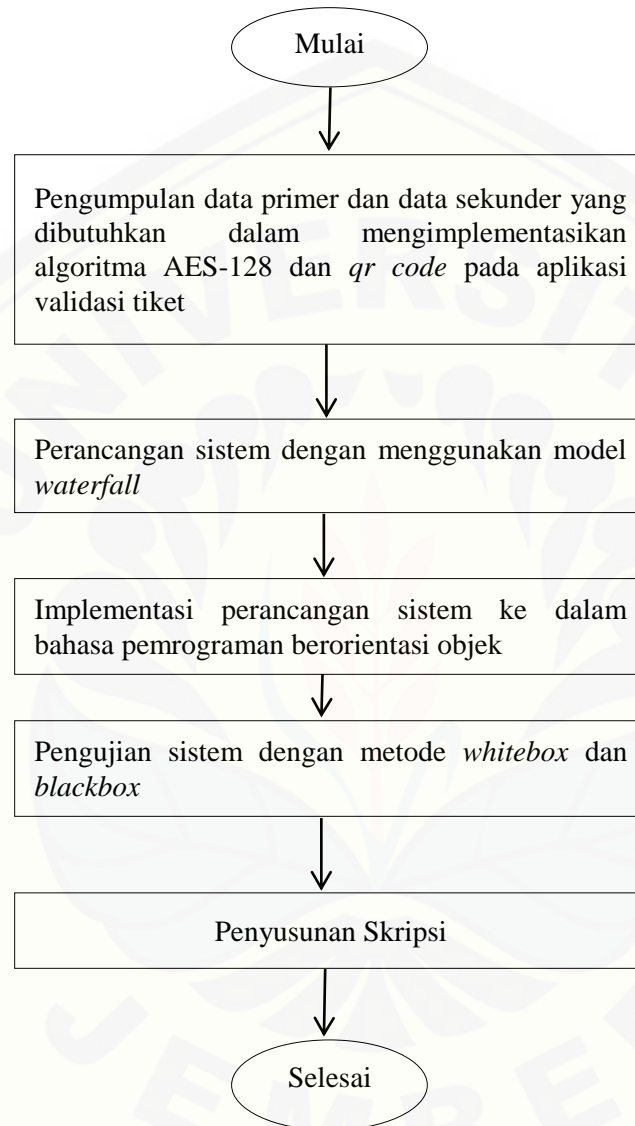 Mulai
Pengumpulan data primer dan data sekunder yang
dibutuhkan dalam mengimplementasikan
algoritma AES-128 dan qr code pada aplikasi
validasi tiket
Perancangan sistem dengan menggunakan model
waterfall
Implementasi perancangan sistem ke dalam
bahasa pemrograman berorientasi objek
Pengujian sistem dengan metode whitebox dan
blackbox
Penyusunan Skripsi
Selesai